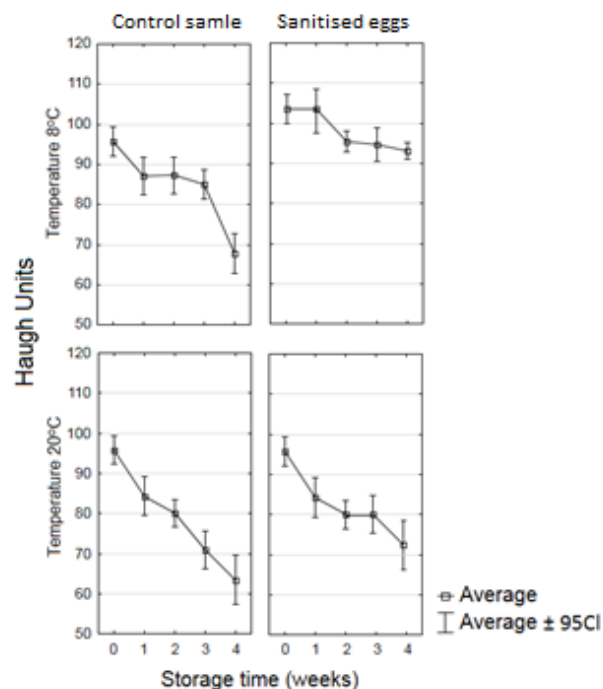 Control samle Sanitised eggs
120
110
100
90
80
70
60
50
Temperature 8°C
Haugh Units
120
110
100
90
80
70
60
50
Temperature 20°C
0 1 2 3 4 0 1 2 3 4
Storage time (weeks)
Average
Average ± 95CI